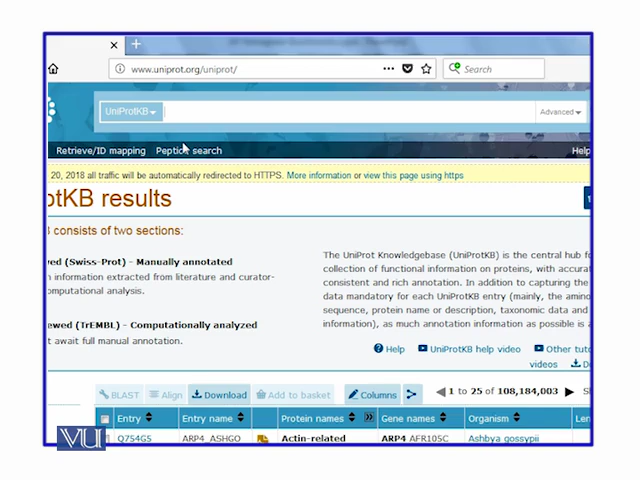 www.uniprot.org/uniprot/
Search
UniProtKB
Advanced
Retrieve/ID mapping Peptide search Help
20, 2018 all traffic will be automatically redirected to HTTPS. More information or view this page using https
otKB results
B consists of two sections:
ved (Swiss-Prot) - Manually annotated
n information extracted from literature and curator-
omputational analysis.
ewed (TrEMBL) - Computationally analyzed
t await full manual annotation.
The UniProt Knowledgebase (UniProtKB) is the central hub f
collection of functional information on proteins, with accurat
consistent and rich annotation. In addition to capturing the
data mandatory for each UniProtKB entry (mainly, the amino
sequence, protein name or description, taxonomic data and
information), as much annotation information as possible is a
Help UniProtKB help video Other tuto
videos Do
BLAST Align Download Add to basket Columns 1 to 25 of 108,184,003 Sh
Entry Entry name Protein names Gene names Organism Len
Q754G5 ARP4_ASHGO Actin-related ARP4 AFR105C Ashbya gossypii
VU